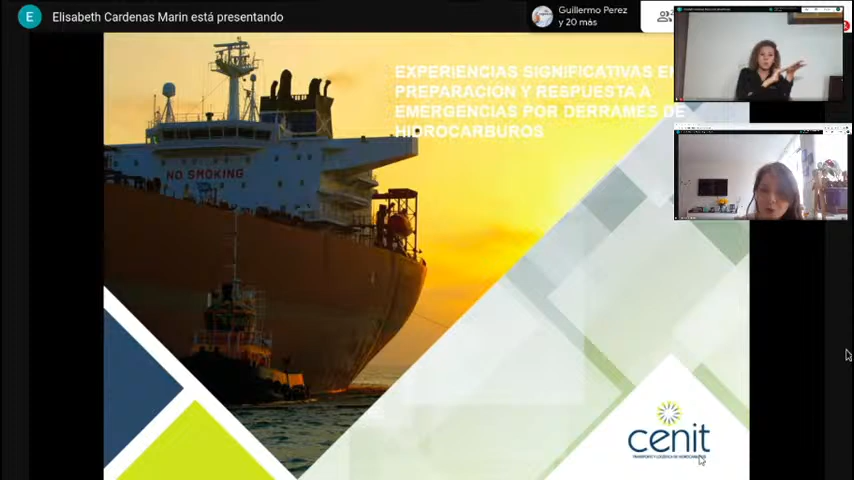 E Elisabeth Cardenas Marin está presentando
Guillermo Perez
y 20 más
EXPERIENCIAS SIGNIFICATIVAS EN
PREPARACIÓN Y RESPUESTA A
EMERGENCIAS POR DERRAMES DE
HIDROCARBUROS
NO SMOKING
cenit
TRANSPORTE Y LOGÍSTICA DE HIDROCARBUROS